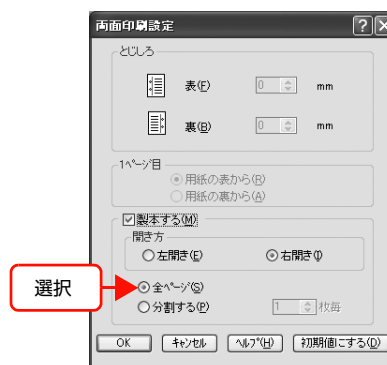 両面印刷設定
とじしろ
表(F) 0 mm
裏(B) 0 mm
1ページ目
用紙の表から(R)
用紙の裏から(A)
製本する(M)
開き方
左開き(E) 右開き(I)
選択
全ページ(S)
分割する(P) 1 枚毎
OK キャンセル ヘルプ(H) 初期値にする(D)